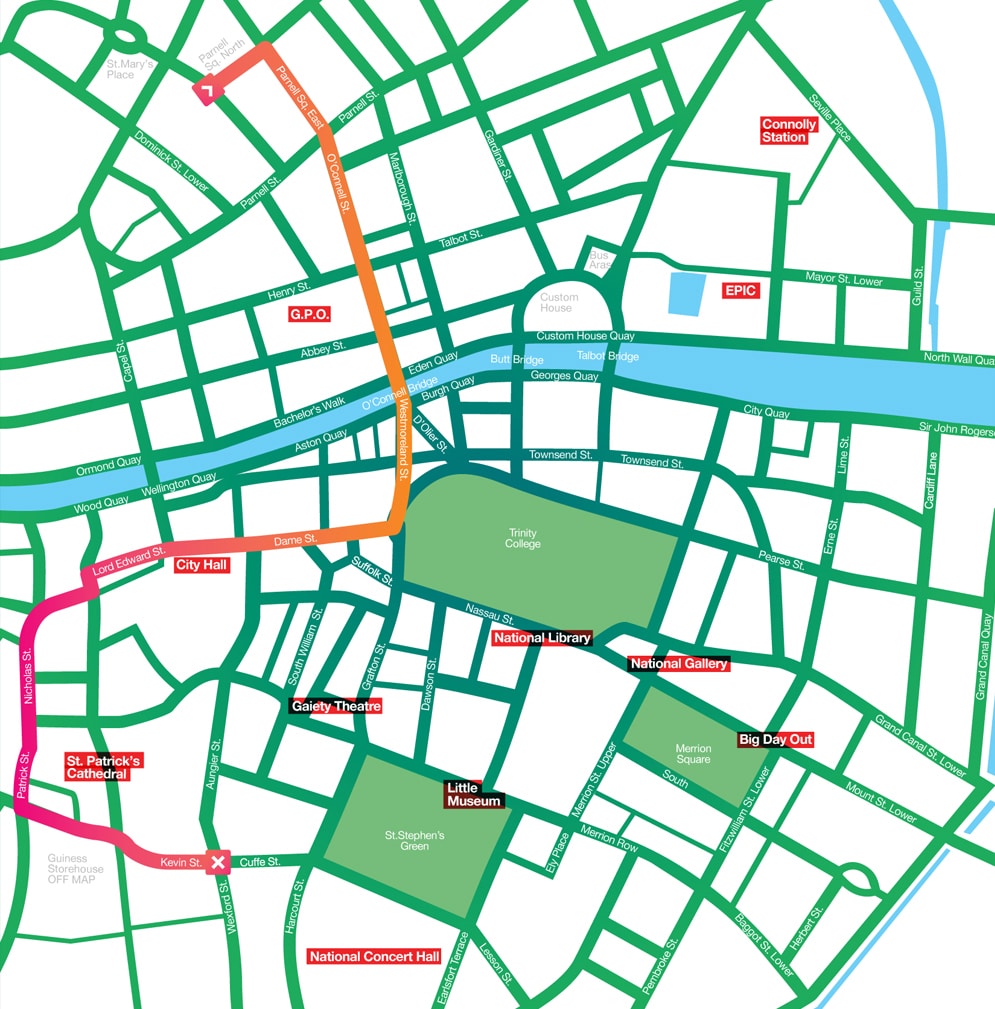 Parnell
Sq. North
St.Mary's
Place
Parnell Sq. East
Parnell St.
Seville Place
Connolly
Station
Dominick St. Lower
Gardiner St.
O'Connell St.
Marlborough St.
Parnell St.
Talbot St.
Bus
Aras
Mayor St. Lower
Guild St.
EPIC
Henry St.
G.P.O.
Custom
House
Custom House Quay
Capel St.
Abbey St.
Eden Quay
Butt Bridge
Talbot Bridge
North Wall Qua
Georges Quay
O'Connell Bridge
Burgh Quay
Bachelor's Walk
City Quay
Sir John Rogerso
Aston Quay
Westmoreland St.
D'Olier St.
Ormond Quay
Townsend St.
Townsend St.
Lime St.
Cardiff Lane
Wellington Quay
Wood Quay
Trinity
College
Dame St.
Erne St.
Lord Edward St.
City Hall
Pearse St.
Suffolk St.
Nassau St.
National Library
South William St.
Grafton St.
Dawson St.
National Gallery
Nicholas St.
Grand Canal Quay
Gaiety Theatre
Big Day Out
Grand Canal St. Lower
Merrion
Square
South
Aungier St.
Patrick St.
St. Patrick's
Cathedral
Little
Museum
Merrion St. Upper
Fitzwilliam St. Lower
Mount St. Lower
St.Stephen's
Green
Merrion Row
Ely Place
Guiness
Storehouse
OFF MAP
Kevin St.
Cuffe St.
Wexford St.
Harcourt St.
Herbert St.
Baggot St. Lower
National Concert Hall
Earlsfort Terrace
Lesson St.
Pembroke St.